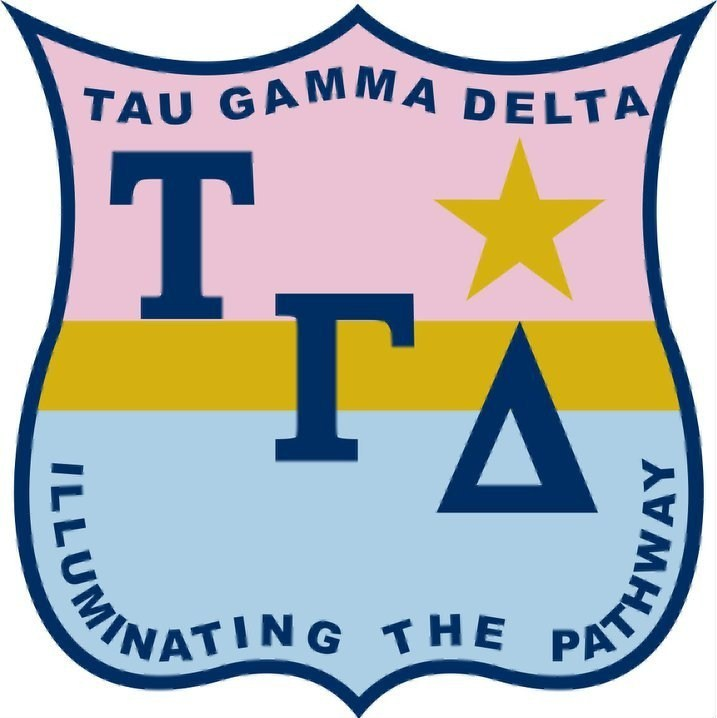 TAU GAMMA DELTA
ΤΓΔ
ILLUMINATING THE PATHWAY